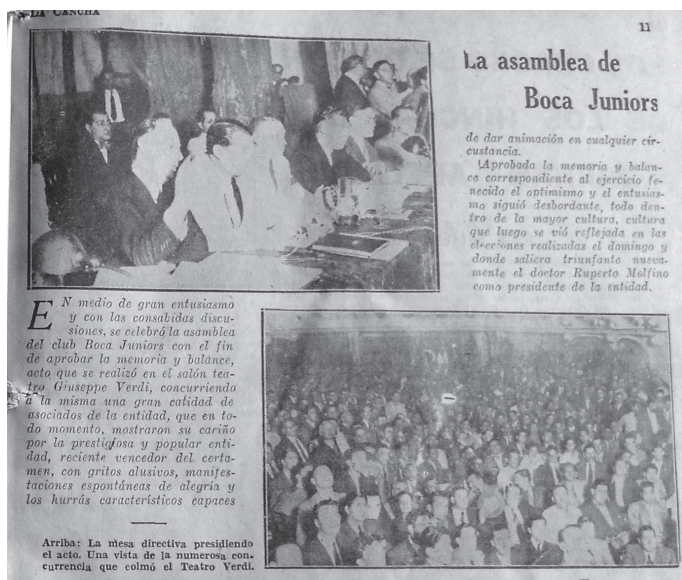 LA CANCHA
11
La asamblea de
Boca Juniors
EN medio de gran entusiasmo
y con las consabidas discu-
siones, se celebró la asamblea
del club Boca Juniors con el fin
de aprobar la memoria y balance,
acto que se realizó en el salón tea-
tro Giuseppe Verdi, concurriendo
a la misma una gran catidad de
asociados de la entidad, que en to-
do momento, mostraron su cariño
por la prestigiosa y popular enti-
dad, reciente vencedor del certa-
men, con gritos alusivos, manifes-
taciones espontáneas de alegría y
los hurrás característicos capaces
de dar animación en cualquier cir-
custancia.
Aprobada la memoria y balan-
ce correspondiente al ejercicio fe-
necido el optimismo y el entusias-
mo siguió desbordante, todo den-
tro de la mayor cultura, cultura
que luego se vió reflejada en las
elecciones realizadas el domingo y
donde saliera triunfante nueva-
mente el doctor Ruperto Molfino
como presidente de la entidad.
Arriba: La mesa directiva presidiendo
el acto. Una vista de la numerosa con-
currencia que colmó el Teatro Verdi.